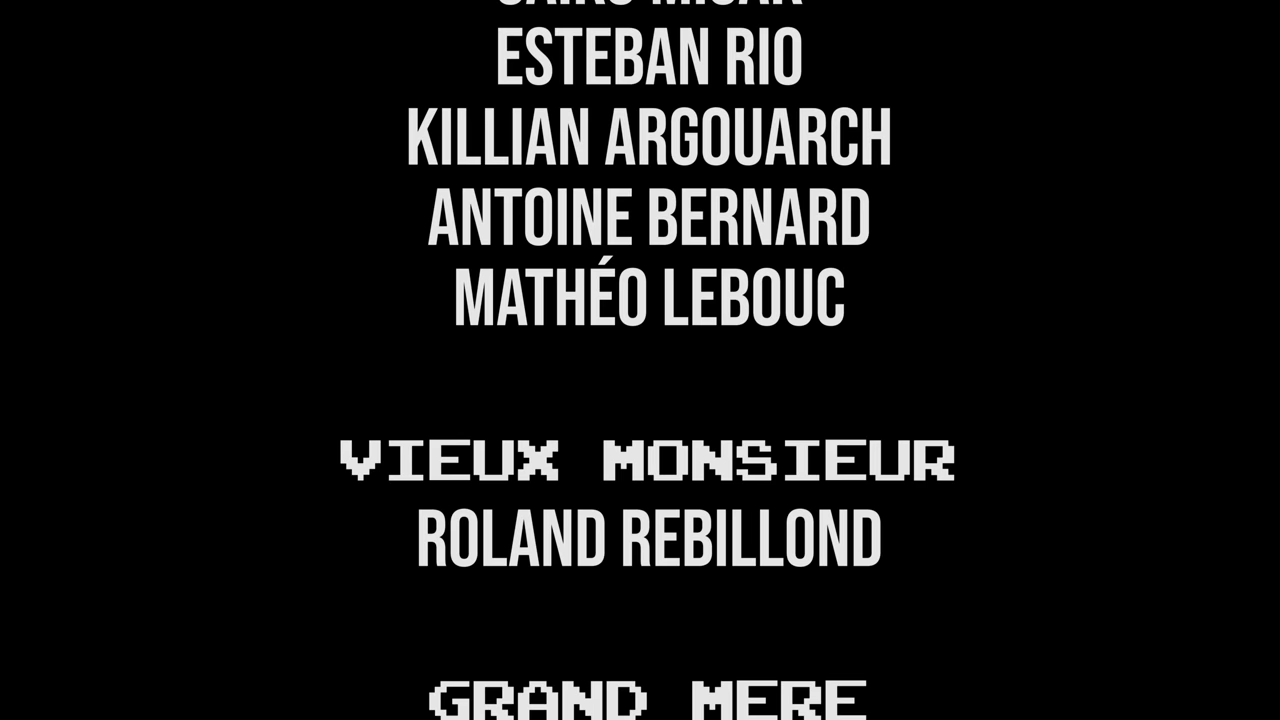 ESTEBAN RIO
KILLIAN ARGOUARCH
ANTOINE BERNARD
MATHÉO LEBOUC
VIEUX MONSIEUR
ROLAND REBILLOND
GRAND MERE